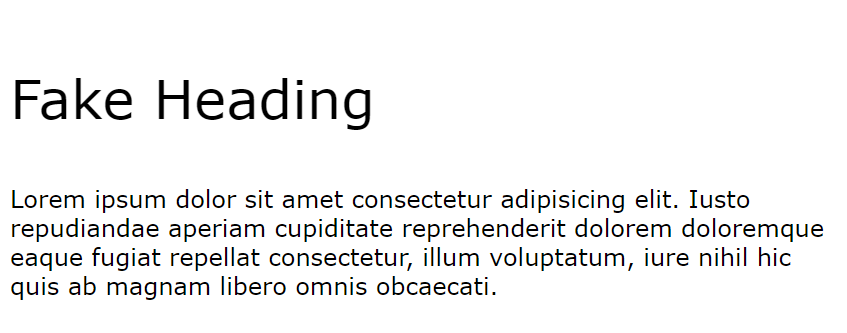 Fake Heading
Lorem ipsum dolor sit amet consectetur adipisicing elit. Iusto
repudiandae aperiam cupiditate reprehenderit dolorem doloremque
eaque fugiat repellat consectetur, illum voluptatum, iure nihil hic
quis ab magnam libero omnis obcaecati.